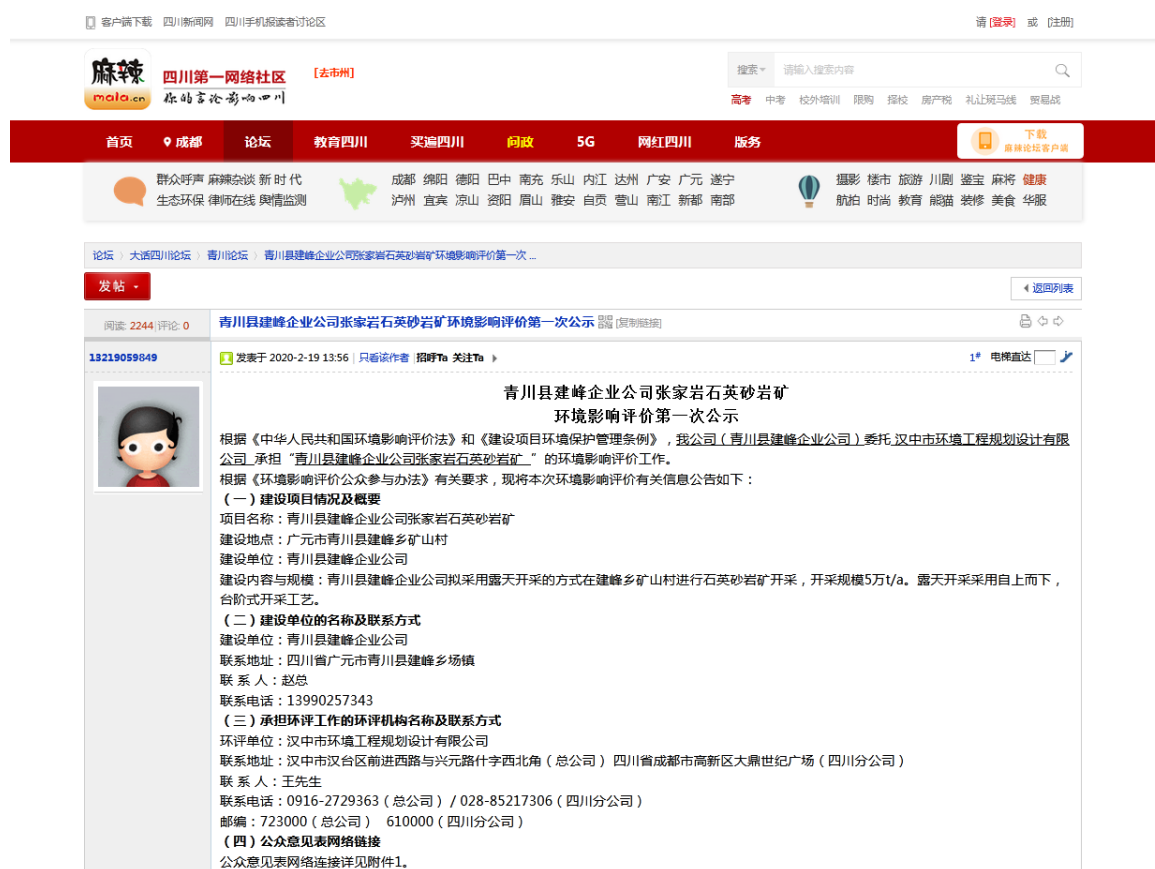 客户端下载 四川新闻网 四川手机报读者讨论区 请 [登录] 或 [注册]
麻辣 mala.cn 四川第一网络社区 [去市州] 搜索 请输入搜索内容
你的言论影响四川 高考 中考 校外培训 限购 择校 房产税 礼让斑马线 贸易战
首页 成都 论坛 教育四川 买遍四川 问政 5G 网红四川 版务 下载 麻辣论坛客户端
群众呼声 麻辣杂谈 新时代 成都 绵阳 德阳 巴中 南充 乐山 内江 达州 广安 广元 遂宁 摄影 楼市 旅游 川剧 鉴宝 麻将 健康
生态环保 律师在线 舆情监测 泸州 宜宾 凉山 资阳 眉山 雅安 自贡 营山 南江 新都 南部 航拍 时尚 教育 熊猫 装修 美食 华服
论坛 › 大话四川论坛 › 青川论坛 › 青川县建峰企业公司张家岩石英砂岩矿环境影响评价第一次 ...
发帖 返回列表
阅读: 2244|评论: 0 青川县建峰企业公司张家岩石英砂岩矿环境影响评价第一次公示 [复制链接]
13219059849 发表于 2020-2-19 13:56 | 只看该作者 | 招呼Ta 关注Ta 1# 电梯直达
青川县建峰企业公司张家岩石英砂岩矿
环境影响评价第一次公示
根据《中华人民共和国环境影响评价法》和《建设项目环境保护管理条例》，我公司（青川县建峰企业公司）委托 汉中市环境工程规划设计有限
公司 承担“青川县建峰企业公司张家岩石英砂岩矿 ”的环境影响评价工作。
根据《环境影响评价公众参与办法》有关要求，现将本次环境影响评价有关信息公告如下：
（一）建设项目情况及概要
项目名称：青川县建峰企业公司张家岩石英砂岩矿
建设地点：广元市青川县建峰乡矿山村
建设单位：青川县建峰企业公司
建设内容与规模：青川县建峰企业公司拟采用露天开采的方式在建峰乡矿山村进行石英砂岩矿开采，开采规模5万t/a。露天开采采用自上而下，
台阶式开采工艺。
（二）建设单位的名称及联系方式
建设单位：青川县建峰企业公司
联系地址：四川省广元市青川县建峰乡场镇
联 系 人：赵总
联系电话：13990257343
（三）承担环评工作的环评机构名称及联系方式
环评单位：汉中市环境工程规划设计有限公司
联系地址：汉中市汉台区前进西路与兴元路什字西北角（总公司） 四川省成都市高新区大鼎世纪广场（四川分公司）
联 系 人：王先生
联系电话：0916-2729363（总公司）/ 028-85217306（四川分公司）
邮编：723000（总公司） 610000（四川分公司）
（四）公众意见表网络链接
公众意见表网络连接详见附件1。